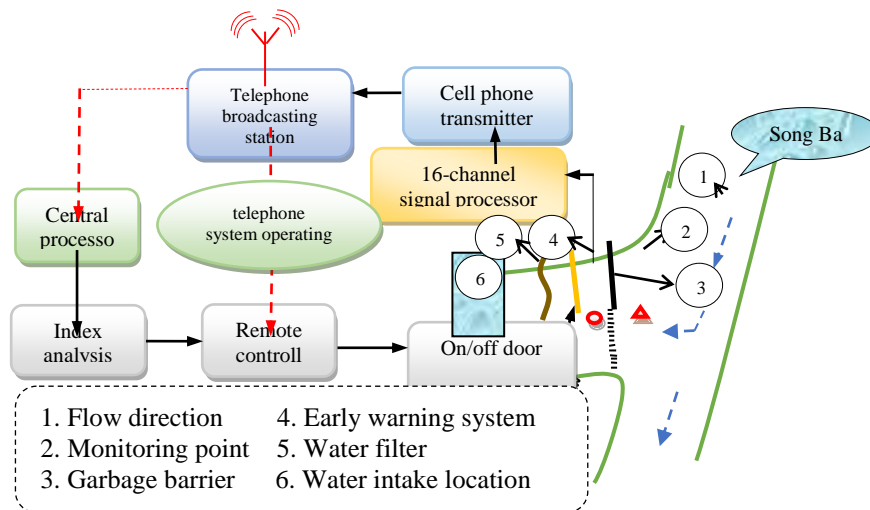 Telephone
broadcasting
station
Cell phone
transmitter
Song Ba
16-channel
signal processor
1
2
3
4
5
6
Central
processo
telephone
system operating
Index
analysis
Remote
controll
On/off door
1. Flow direction
2. Monitoring point
3. Garbage barrier
4. Early warning system
5. Water filter
6. Water intake location